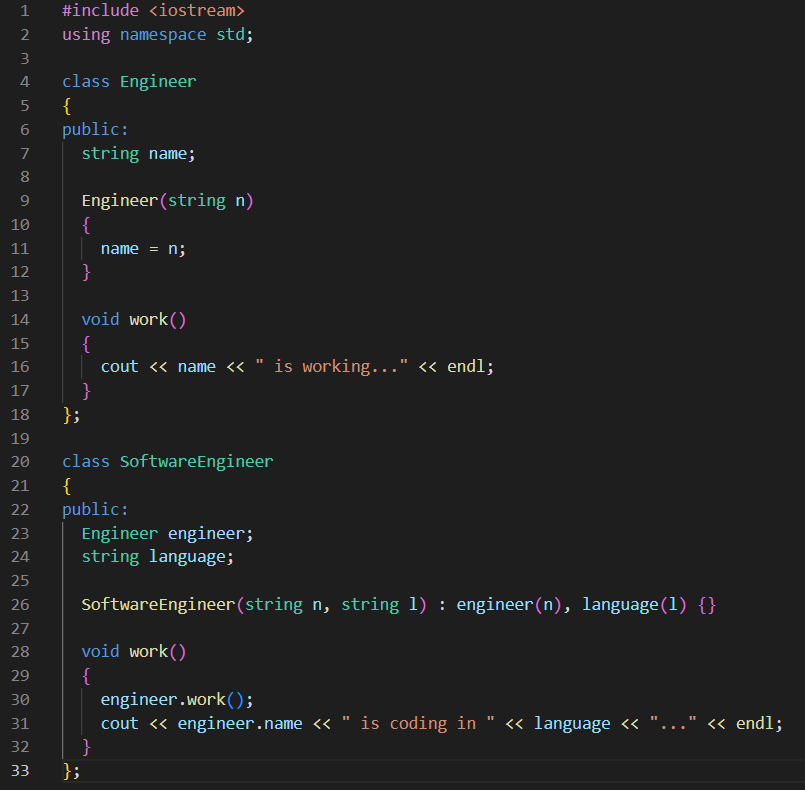 1 #include <iostream>
2 using namespace std;
3
4 class Engineer
5 {
6 public:
7   string name;
8
9   Engineer(string n)
10   {
11     name = n;
12   }
13
14   void work()
15   {
16     cout << name << " is working..." << endl;
17   }
18 };
19
20 class SoftwareEngineer
21 {
22 public:
23   Engineer engineer;
24   string language;
25
26   SoftwareEngineer(string n, string l) : engineer(n), language(l) {}
27
28   void work()
29   {
30     engineer.work();
31     cout << engineer.name << " is coding in " << language << "..." << endl;
32   }
33 };